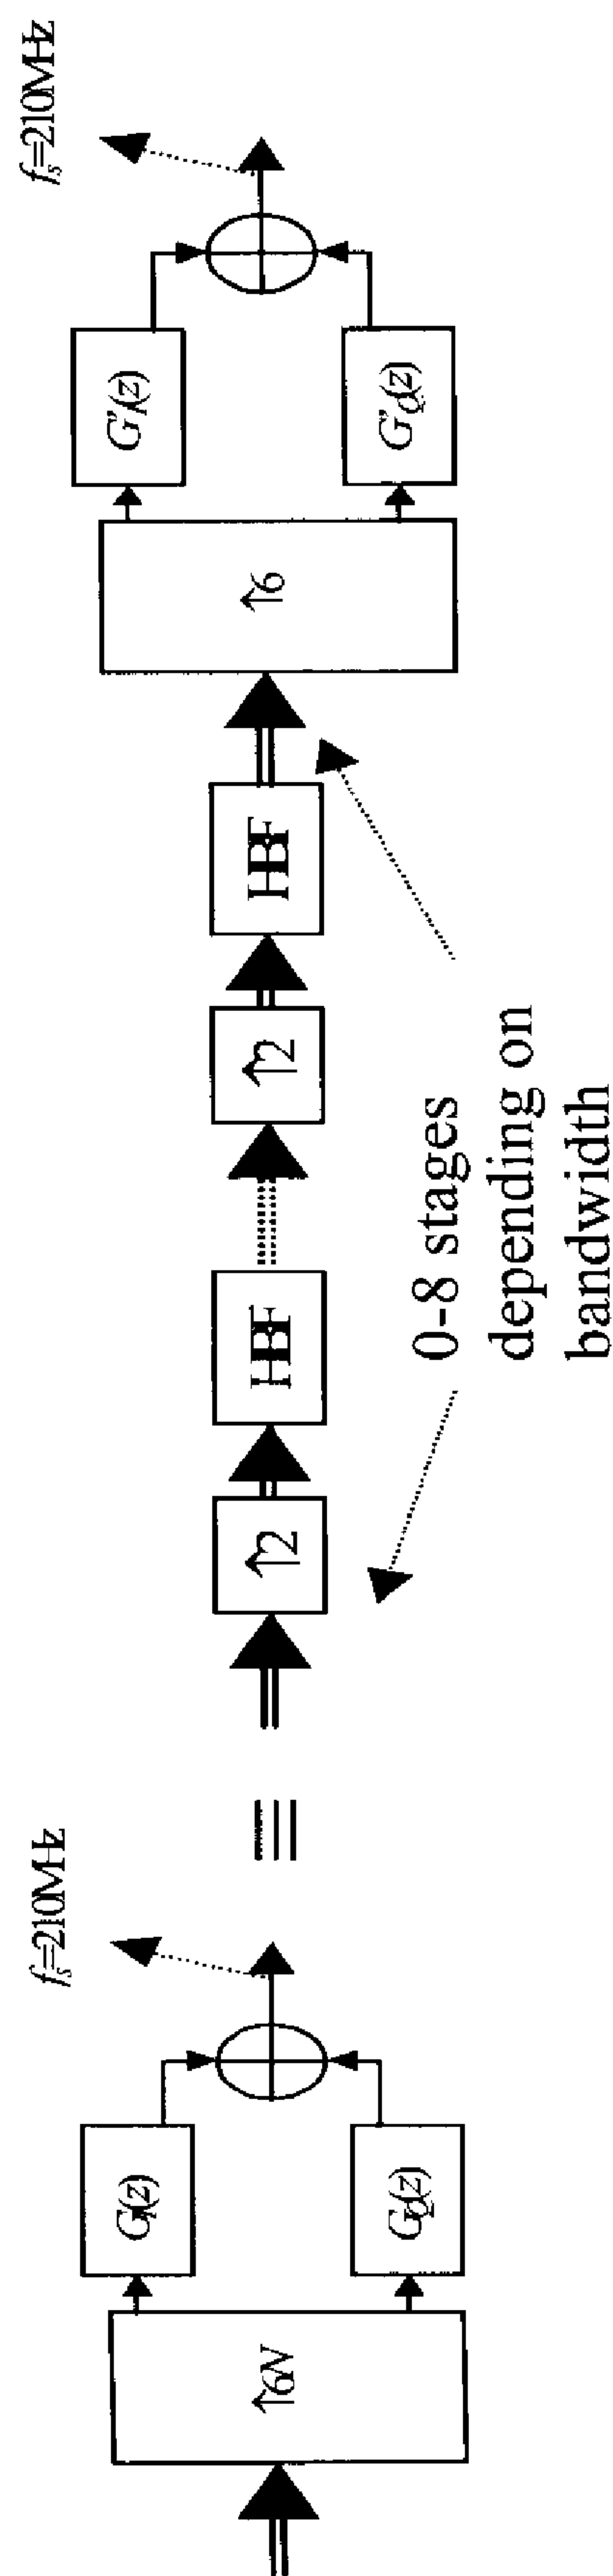 ↑6N
G_I(z)
G_Q(z)
f_s=210MHz
≡
↑2
HBF
↑2
HBF
↑6
G'_I(z)
G'_Q(z)
f_s=210MHz
0-8 stages
depending on
bandwidth